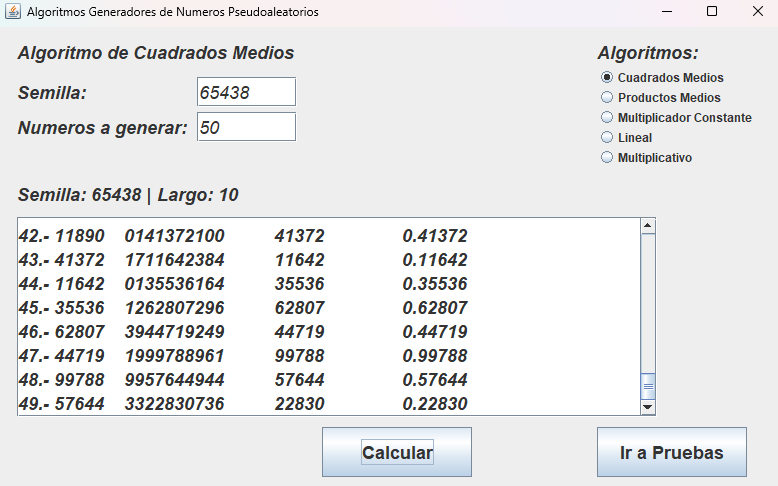 Algoritmos Generadores de Numeros Pseudoaleatorios
Algoritmo de Cuadrados Medios
Semilla: 65438
Numeros a generar: 50
Algoritmos:
Cuadrados Medios
Productos Medios
Multiplicador Constante
Lineal
Multiplicativo
Semilla: 65438 | Largo: 10
42.- 11890 0141372100 41372 0.41372
43.- 41372 1711642384 11642 0.11642
44.- 11642 0135536164 35536 0.35536
45.- 35536 1262807296 62807 0.62807
46.- 62807 3944719249 44719 0.44719
47.- 44719 1999788961 99788 0.99788
48.- 99788 9957644944 57644 0.57644
49.- 57644 3322830736 22830 0.22830
Calcular
Ir a Pruebas